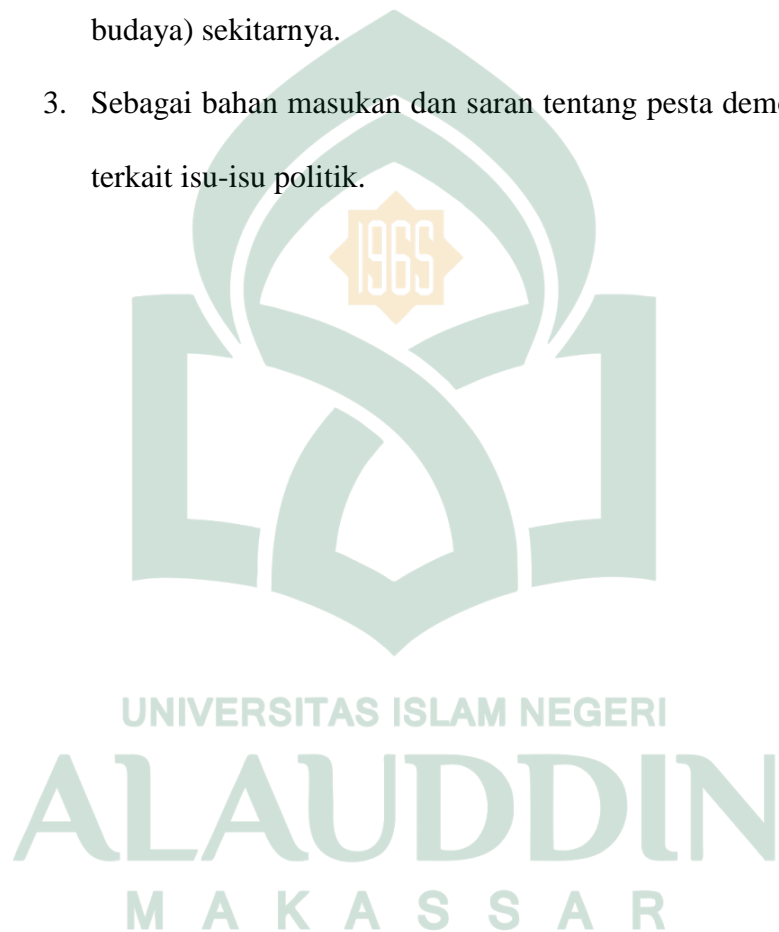 budaya) sekitarnya.
3. Sebagai bahan masukan dan saran tentang pesta
terkait isu-isu politik.
1965
UNIVERSITAS ISLAM NEGERI
ALAUDDIN
MAKASSAR